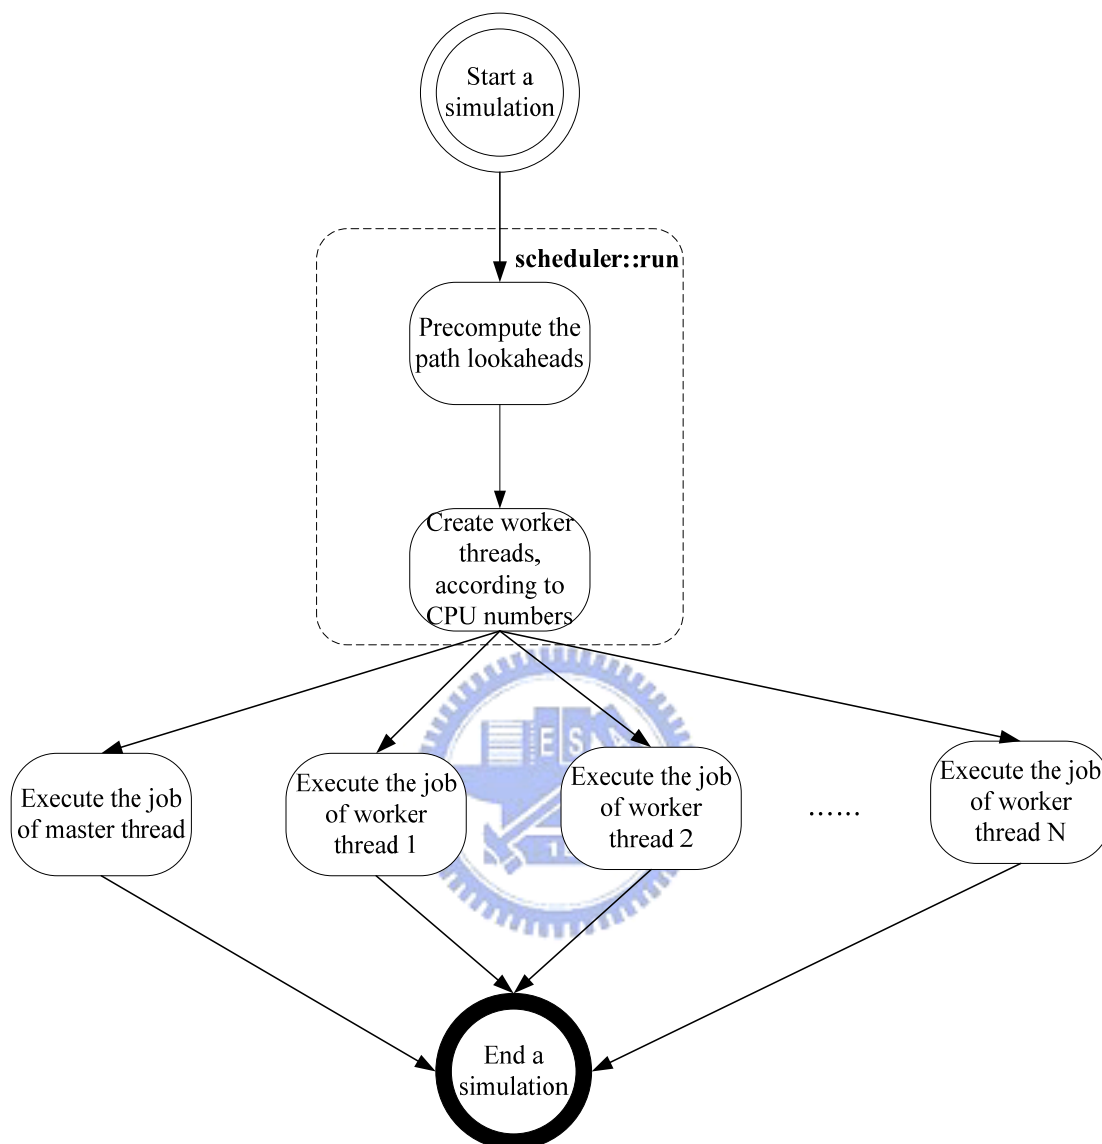 Start a
simulation
scheduler::run
Precompute the
path lookaheads
Create worker
threads,
according to
CPU numbers
Execute the job
of master thread
Execute the job
of worker
thread 1
Execute the job
of worker
thread 2
……
Execute the job
of worker
thread N
End a
simulation